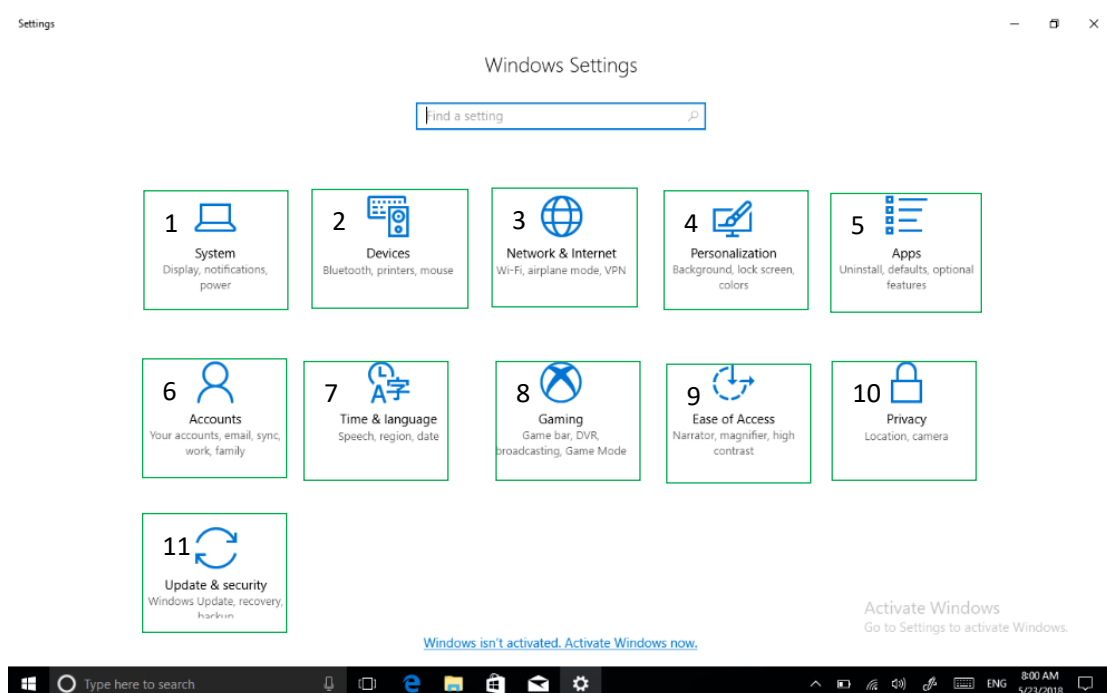 Settings
Windows Settings
Find a setting
1
System
Display, notifications,
power
2
Devices
Bluetooth, printers, mouse
3
Network & Internet
Wi-Fi, airplane mode, VPN
4
Personalization
Background, lock screen,
colors
5
Apps
Uninstall, defaults, optional
features
6
Accounts
Your accounts, email, sync,
work, family
7
Time & language
Speech, region, date
8
Gaming
Game bar, DVR,
broadcasting, Game Mode
9
Ease of Access
Narrator, magnifier, high
contrast
10
Privacy
Location, camera
11
Update & security
Windows Update, recovery,
backup
Activate Windows
Go to Settings to activate Windows.
Windows isn't activated. Activate Windows now.
Type here to search
ENG
8:00 AM
5/23/2018